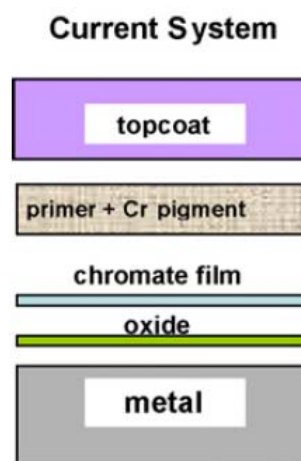 Current System
topcoat
primer + Cr pigment
chromate film
oxide
metal